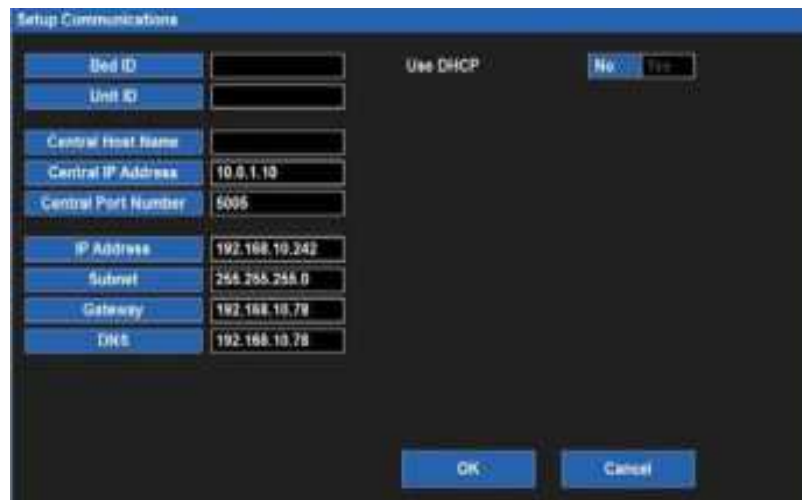 Setup Communications
Bed ID
Use DHCP No Yes
Unit ID
Central Host Name
Central IP Address 10.0.1.10
Central Port Number 5005
IP Address 192.168.10.242
Subnet 255.255.255.0
Gateway 192.168.10.78
DNS 192.168.10.78
OK Cancel